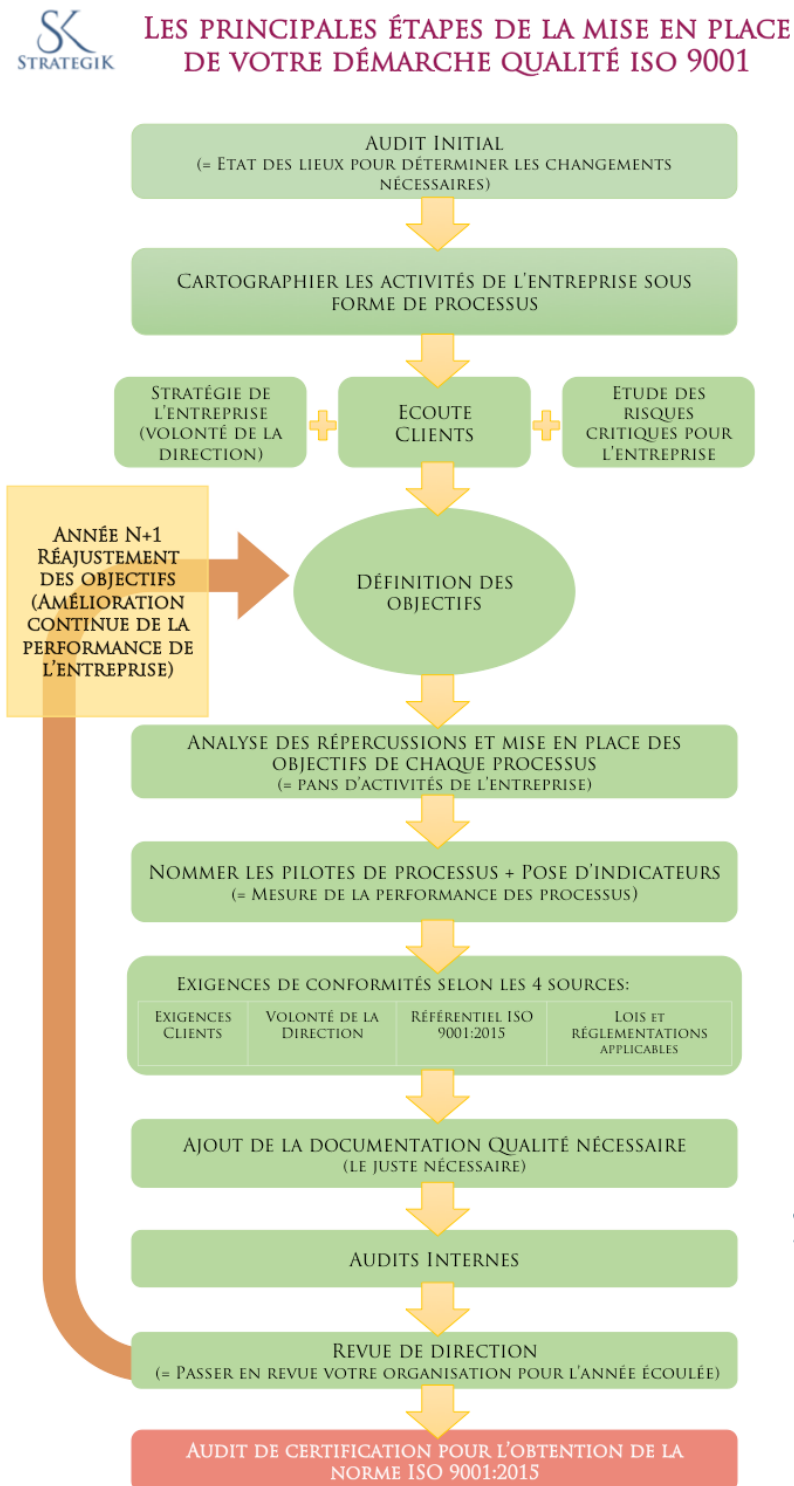 SK
STRATEGIK
LES PRINCIPALES ÉTAPES DE LA MISE EN PLACE
DE VOTRE DÉMARCHE QUALITÉ ISO 9001
AUDIT INITIAL
(= ETAT DES LIEUX POUR DÉTERMINER LES CHANGEMENTS
NÉCESSAIRES)
CARTOGRAPHIER LES ACTIVITÉS DE L'ENTREPRISE SOUS
FORME DE PROCESSUS
STRATÉGIE DE
L'ENTREPRISE
(VOLONTÉ DE LA
DIRECTION)
ECOUTE
CLIENTS
ETUDE DES
RISQUES
CRITIQUES POUR
L'ENTREPRISE
ANNÉE N+1
RÉAJUSTEMENT
DES OBJECTIFS
(AMÉLIORATION
CONTINUE DE LA
PERFORMANCE DE
L'ENTREPRISE)
DÉFINITION DES
OBJECTIFS
ANALYSE DES RÉPERCUSSIONS ET MISE EN PLACE DES
OBJECTIFS DE CHAQUE PROCESSUS
(= PANS D'ACTIVITÉS DE L'ENTREPRISE)
NOMMER LES PILOTES DE PROCESSUS + POSE D'INDICATEURS
(= MESURE DE LA PERFORMANCE DES PROCESSUS)
EXIGENCES DE CONFORMITÉS SELON LES 4 SOURCES:
EXIGENCES
CLIENTS
VOLONTÉ DE LA
DIRECTION
RÉFÉRENTIEL ISO
9001:2015
LOIS ET
RÉGLEMENTATIONS
APPLICABLES
AJOUT DE LA DOCUMENTATION QUALITÉ NÉCESSAIRE
(LE JUSTE NÉCESSAIRE)
AUDITS INTERNES
REVUE DE DIRECTION
(= PASSER EN REVUE VOTRE ORGANISATION POUR L'ANNÉE ÉCOULÉE)
AUDIT DE CERTIFICATION POUR L'OBTENTION DE LA
NORME ISO 9001:2015